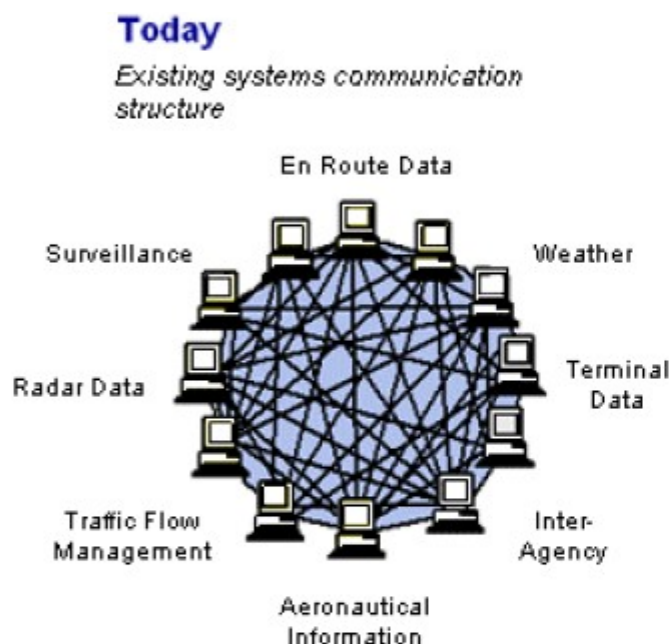 Today
Existing systems communication
structure
En Route Data
Surveillance
Weather
Radar Data
Terminal
Data
Traffic Flow
Management
Inter-
Agency
Aeronautical
Information